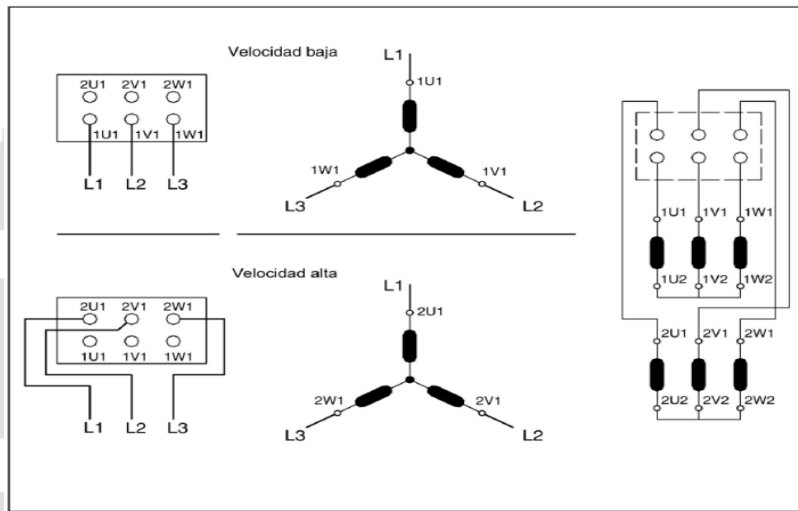 Velocidad baja
2U1 2V1 2W1
1U1 1V1 1W1
L1 L2 L3
L1
1U1
1W1 1V1
L3 L2
Velocidad alta
2U1 2V1 2W1
1U1 1V1 1W1
L1 L2 L3
L1
2U1
2W1 2V1
L3 L2
1U1 1V1 1W1
1U2 1V2 1W2
2U1 2V1 2W1
2U2 2V2 2W2